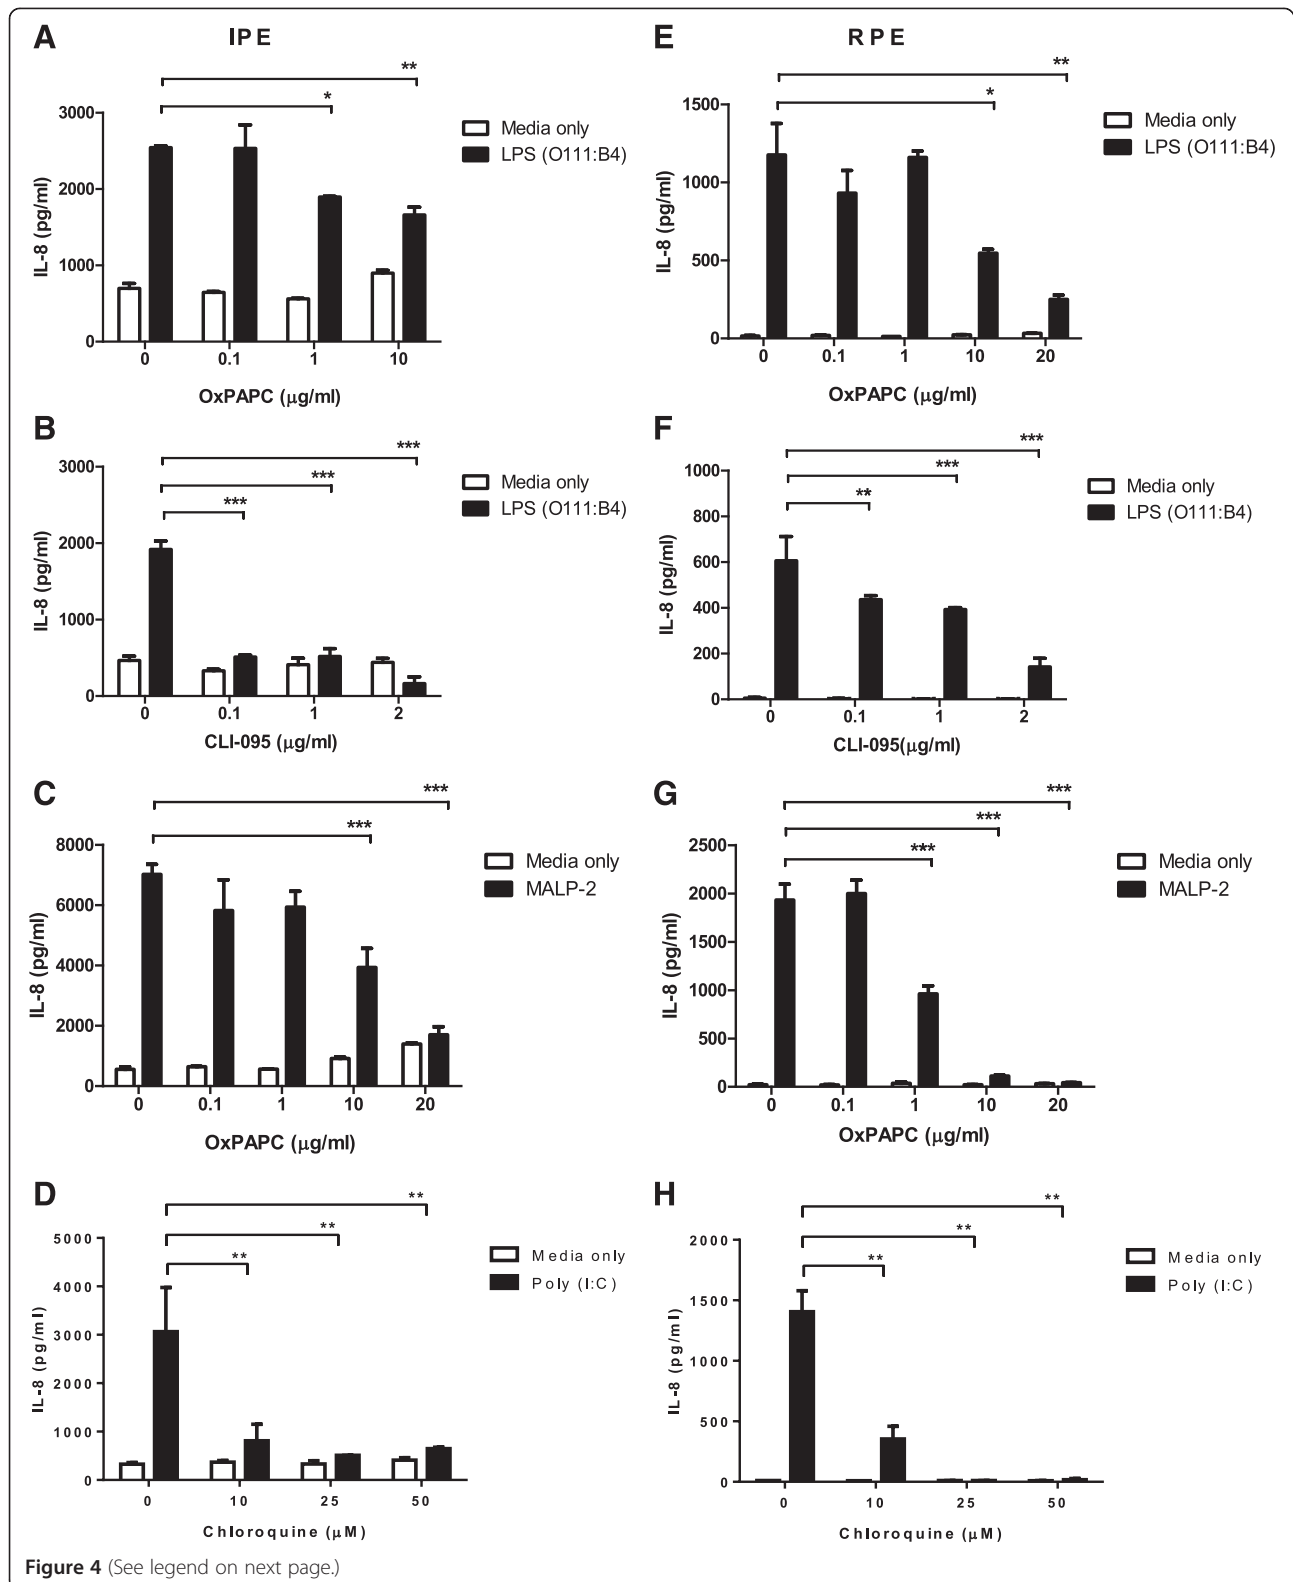 A IPE
**
*
3000
2000
1000
0
IL-8 (pg/ml)
Media only
LPS (O111:B4)
0 0.1 1 10
OxPAPC (μg/ml)
B
***
***
***
3000
2000
1000
0
IL-8 (pg/ml)
Media only
LPS (O111:B4)
0 0.1 1 2
CLI-095 (μg/ml)
C
***
***
8000
6000
4000
2000
0
IL-8 (pg/ml)
Media only
MALP-2
0 0.1 1 10 20
OxPAPC (μg/ml)
D
**
**
**
5000
4000
3000
2000
1000
0
IL-8 (pg/ml)
Media only
Poly (I:C)
0 10 25 50
Chloroquine (μM)
E RPE
**
*
1500
1000
500
0
IL-8 (pg/ml)
Media only
LPS (O111:B4)
0 0.1 1 10 20
OxPAPC (μg/ml)
F
***
***
**
1000
800
600
400
200
0
IL-8 (pg/ml)
Media only
LPS (O111:B4)
0 0.1 1 2
CLI-095(μg/ml)
G
***
***
***
2500
2000
1500
1000
500
0
IL-8 (pg/ml)
Media only
MALP-2
0 0.1 1 10 20
OxPAPC (μg/ml)
H
**
**
**
2000
1500
1000
500
0
IL-8 (pg/ml)
Media only
Poly (I:C)
0 10 25 50
Chloroquine (μM)
Figure 4 (See legend on next page.)